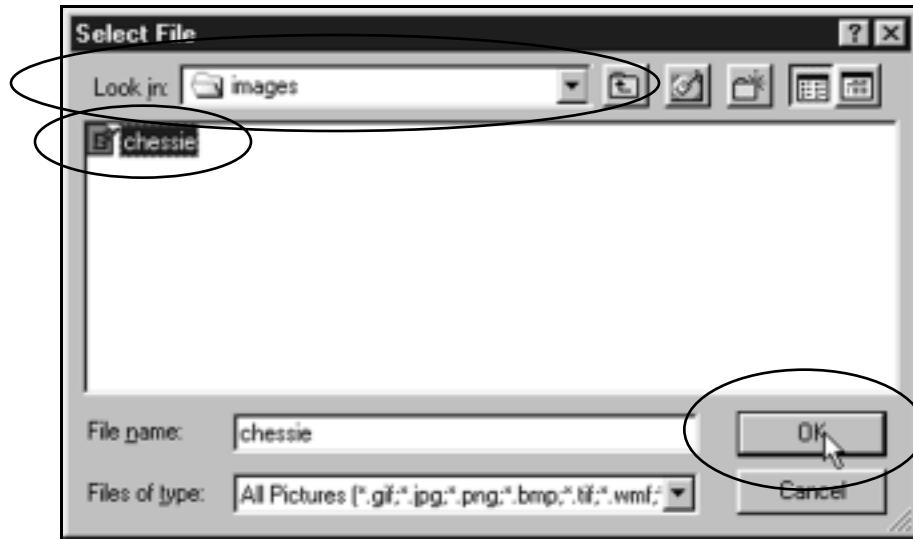 Select File
Look in: images
chessie
File name: chessie
OK
Files of type: All Pictures (*.gif;*.jpg;*.png;*.bmp;*.tif;*.wmf;
Cancel